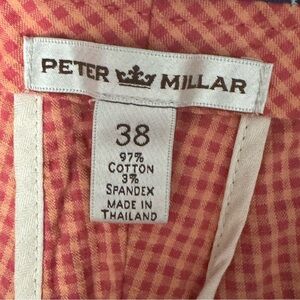 PETER MILLAR
38
97%
COTTON
3%
SPANDEX
MADE IN
THAILAND